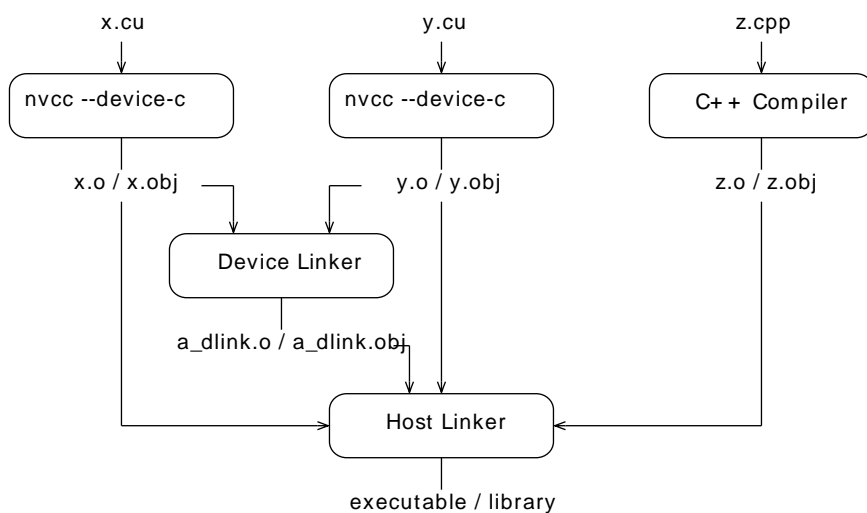 x.cu y.cu z.cpp
nvcc --device-c nvcc --device-c C++ Compiler
x.o / x.obj y.o / y.obj z.o / z.obj
Device Linker
a_dlink.o / a_dlink.obj
Host Linker
executable / library